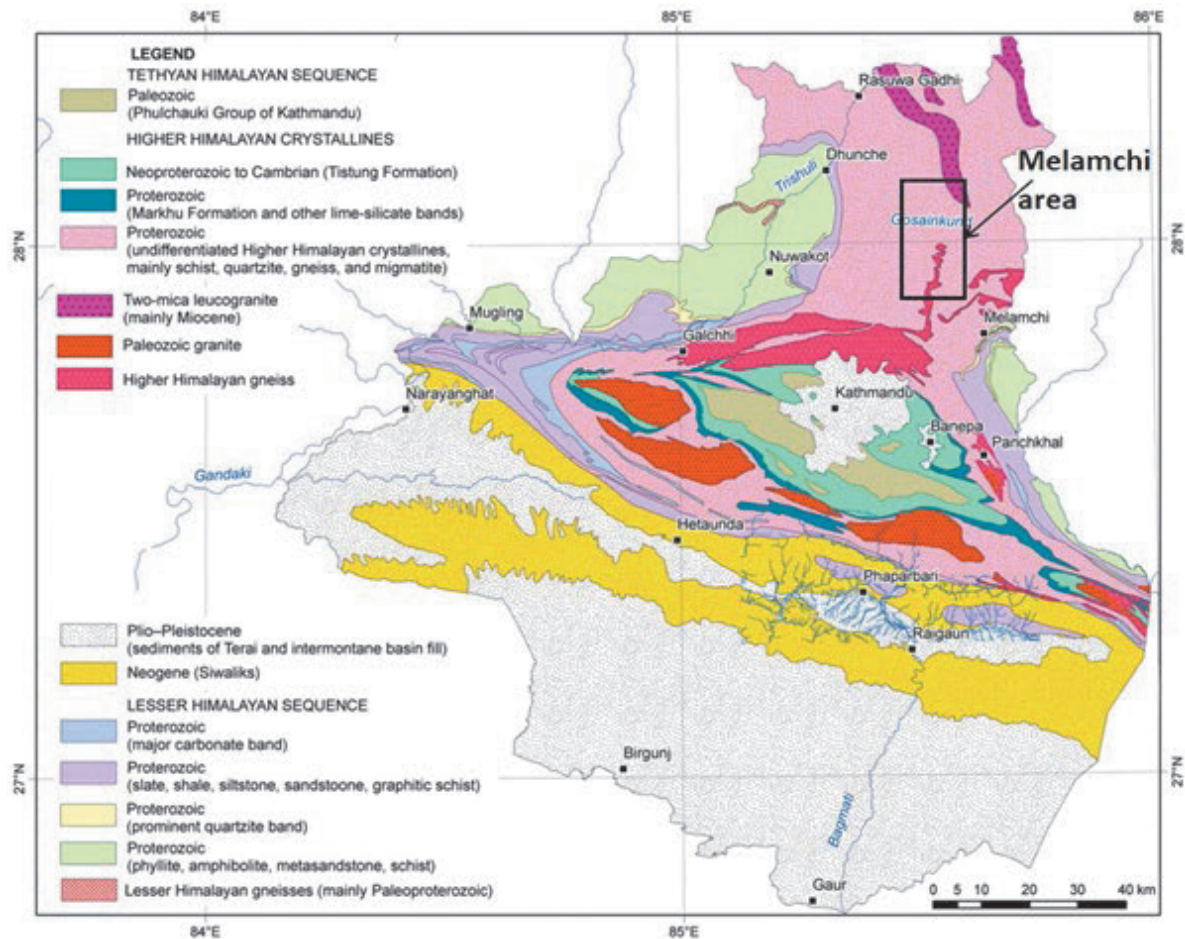 84°E
85°E
86°E
LEGEND
TETHYAN HIMALAYAN SEQUENCE
Paleozoic
(Phulchauki Group of Kathmandu)
HIGHER HIMALAYAN CRYSTALLINES
Neoproterozoic to Cambrian (Tistung Formation)
Proterozoic
(Markhu Formation and other lime-silicate bands)
Proterozoic
(undifferentiated Higher Himalayan crystallines,
mainly schist, quartzite, gneiss, and migmatite)
Two-mica leucogranite
(mainly Miocene)
Paleozoic granite
Higher Himalayan gneiss
Plio–Pleistocene
(sediments of Terai and intermontane basin fill)
Neogene (Siwaliks)
LESSER HIMALAYAN SEQUENCE
Proterozoic
(major carbonate band)
Proterozoic
(slate, shale, siltstone, sandstoone, graphitic schist)
Proterozoic
(prominent quartzite band)
Proterozoic
(phyllite, amphibolite, metasandstone, schist)
Lesser Himalayan gneisses (mainly Paleoproterozoic)
Rasuwa Gadhi
Melamchi
area
Dhunche
Trishuli
Gosainkund
28°N
28°N
Nuwakot
Mugling
Melamchi
Galchhi
Narayanghat
Kathmandu
Banepa
Panchkhal
Gandaki
Hetaunda
Phaparbari
Raigaun
27°N
27°N
Birgunj
Bagmati
Gaur
0 5 10 20 30 40 km
84°E
85°E